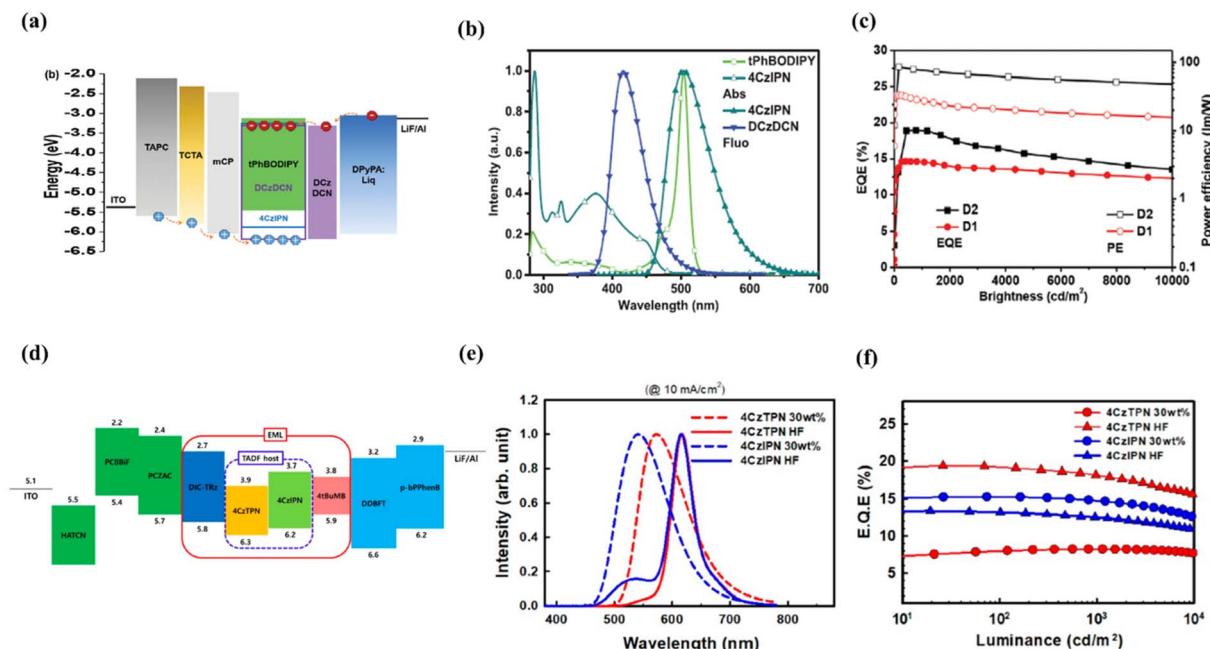 (a)
(b)
Energy (eV)
-2.0
-2.5
-3.0
-3.5
-4.0
-4.5
-5.0
-5.5
-6.0
-6.5
ITO
TAPC
TCTA
mCP
tPhBODIPY
DCzDCN
4CzIPN
DCz
DCN
DPyPA:
Liq
LiF/Al
(b)
Intensity (a.u.)
1.0
0.8
0.6
0.4
0.2
0.0
300 400 500 600 700
Wavelength (nm)
tPhBODIPY
4CzIPN
Abs
4CzIPN
DCzDCN
Fluo
(c)
EQE (%)
30
25
20
15
10
5
0
0 2000 4000 6000 8000 10000
Brightness (cd/m²)
100
10
1
0.1
Power efficiency (lm/W)
D2
D1
EQE
D2
D1
PE
(d)
5.1
ITO
5.5
HATCN
2.2
PCBBiF
5.4
2.4
PCZAC
5.7
EML
TADF host
2.7
DIC-TRz
5.8
3.9
4CzTPN
6.3
3.7
4CzIPN
6.2
3.8
4tBuMB
5.9
3.2
DDBFT
6.6
2.9
p-bPPhenB
6.2
LiF/Al
(e)
(@ 10 mA/cm²)
Intensity (arb. unit)
1.2
1.0
0.8
0.6
0.4
0.2
0.0
400 500 600 700 800
Wavelength (nm)
4CzTPN 30wt%
4CzTPN HF
4CzIPN 30wt%
4CzIPN HF
(f)
E.Q.E (%)
25
20
15
10
5
10¹ 10² 10³ 10⁴
Luminance (cd/m²)
4CzTPN 30wt%
4CzTPN HF
4CzIPN 30wt%
4CzIPN HF